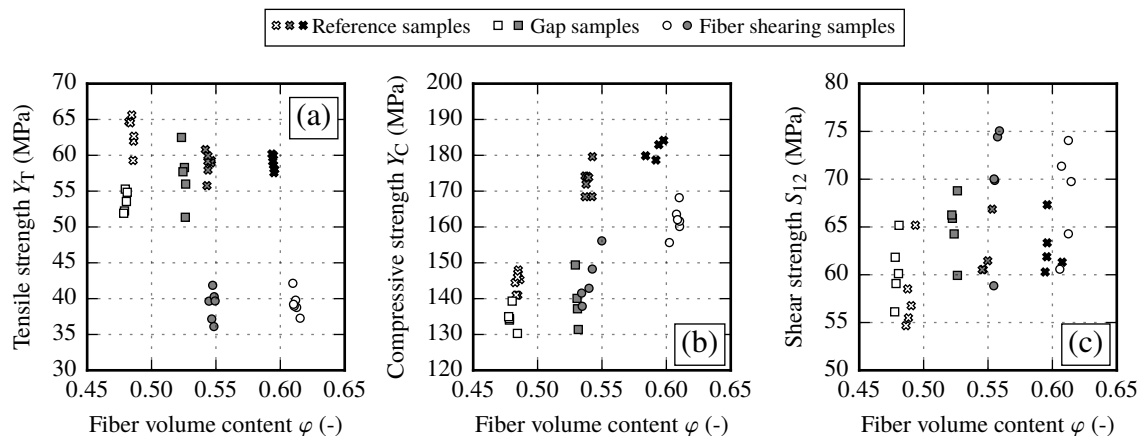 Reference samples Gap samples Fiber shearing samples
(a)
Tensile strength Y_T (MPa)
70
65
60
55
50
45
40
35
30
0.45 0.50 0.55 0.60 0.65
Fiber volume content φ (-)
(b)
Compressive strength Y_C (MPa)
200
190
180
170
160
150
140
130
120
0.45 0.50 0.55 0.60 0.65
Fiber volume content φ (-)
(c)
Shear strength S_12 (MPa)
80
75
70
65
60
55
50
0.45 0.50 0.55 0.60 0.65
Fiber volume content φ (-)